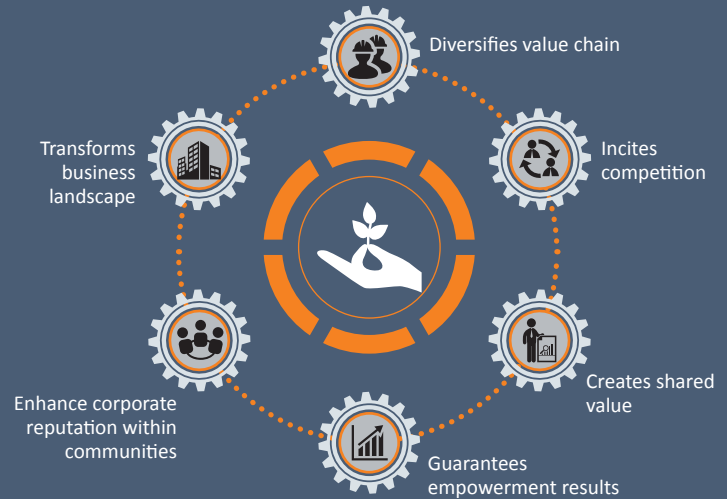 Diversifies value chain
Incites
competition
Creates shared
value
Guarantees
empowerment results
Enhance corporate
reputation within
communities
Transforms
business
landscape